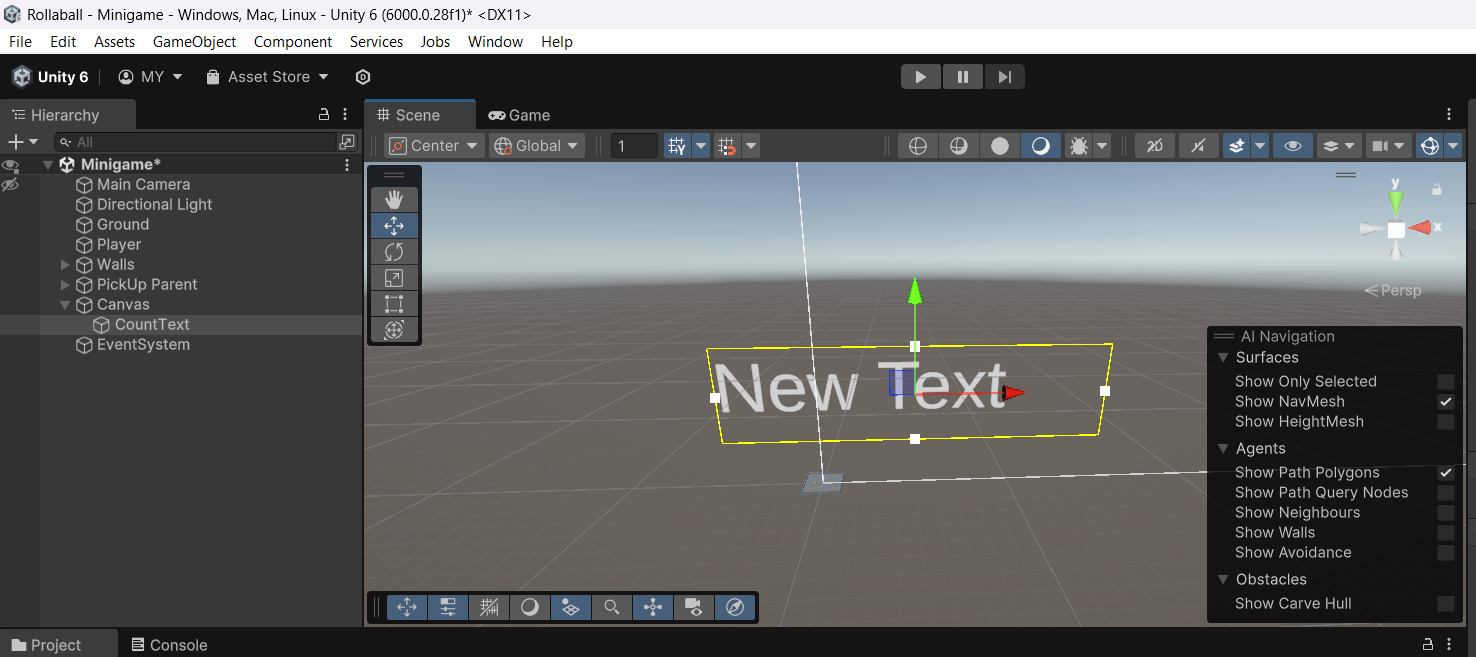 Rollaball - Minigame - Windows, Mac, Linux - Unity 6 (6000.0.28f1)* <DX11>
File Edit Assets GameObject Component Services Jobs Window Help
Unity 6 MY Asset Store
Hierarchy
All
Minigame*
Main Camera
Directional Light
Ground
Player
Walls
PickUp Parent
Canvas
CountText
EventSystem
Scene Game
Center Global 1 2D
y
x
Persp
New Text
AI Navigation
Surfaces
Show Only Selected
Show NavMesh
Show HeightMesh
Agents
Show Path Polygons
Show Path Query Nodes
Show Neighbours
Show Walls
Show Avoidance
Obstacles
Show Carve Hull
Project Console